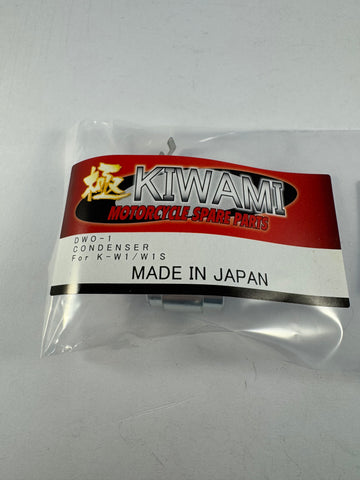 極 KIWAMI
MOTORCYCLE SPARE PARTS
DWO-1
CONDENSER
For K-W1/W1S
MADE IN JAPAN